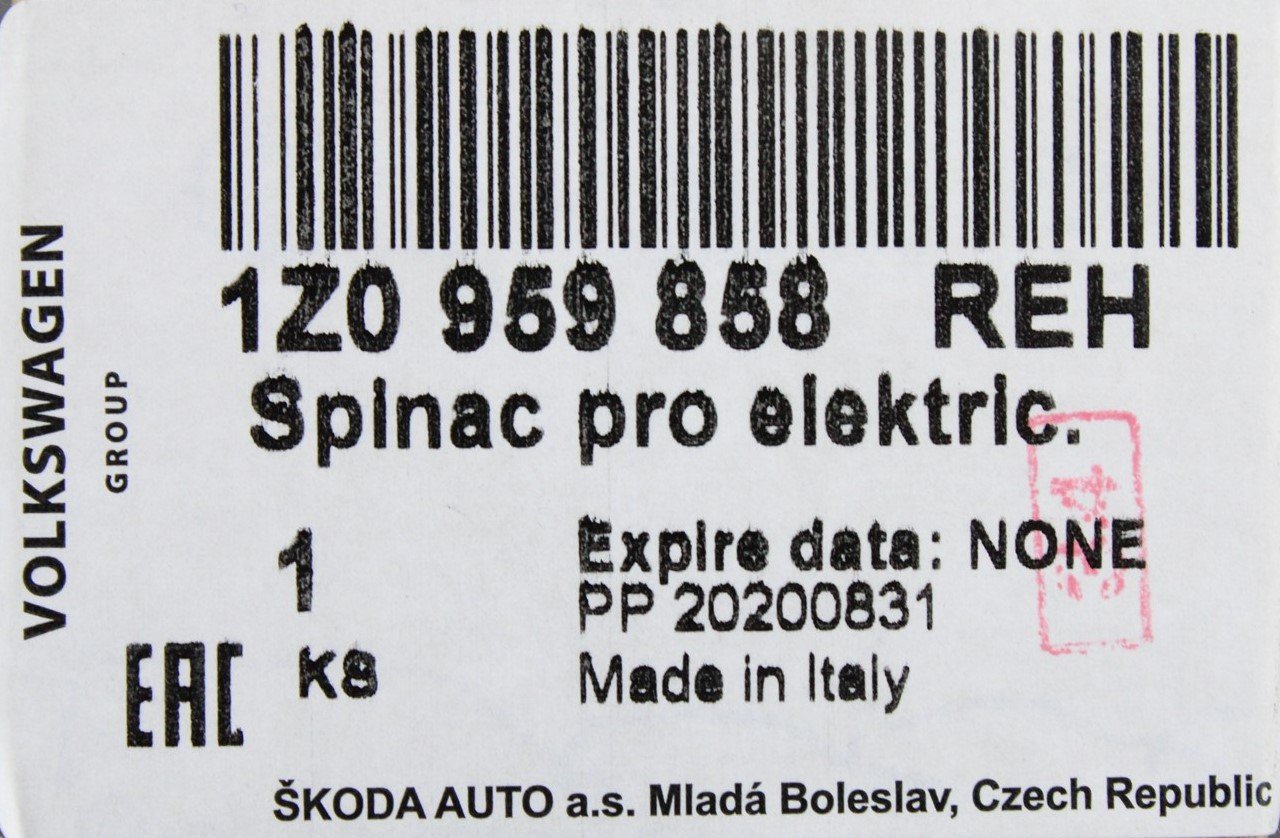 VOLKSWAGEN
GROUP
1Z0 959 858 REH
Spinac pro elektric.
1
Expire data: NONE
PP 20200831
KS
Made in Italy
EAC
ŠKODA AUTO a.s. Mladá Boleslav, Czech Republic